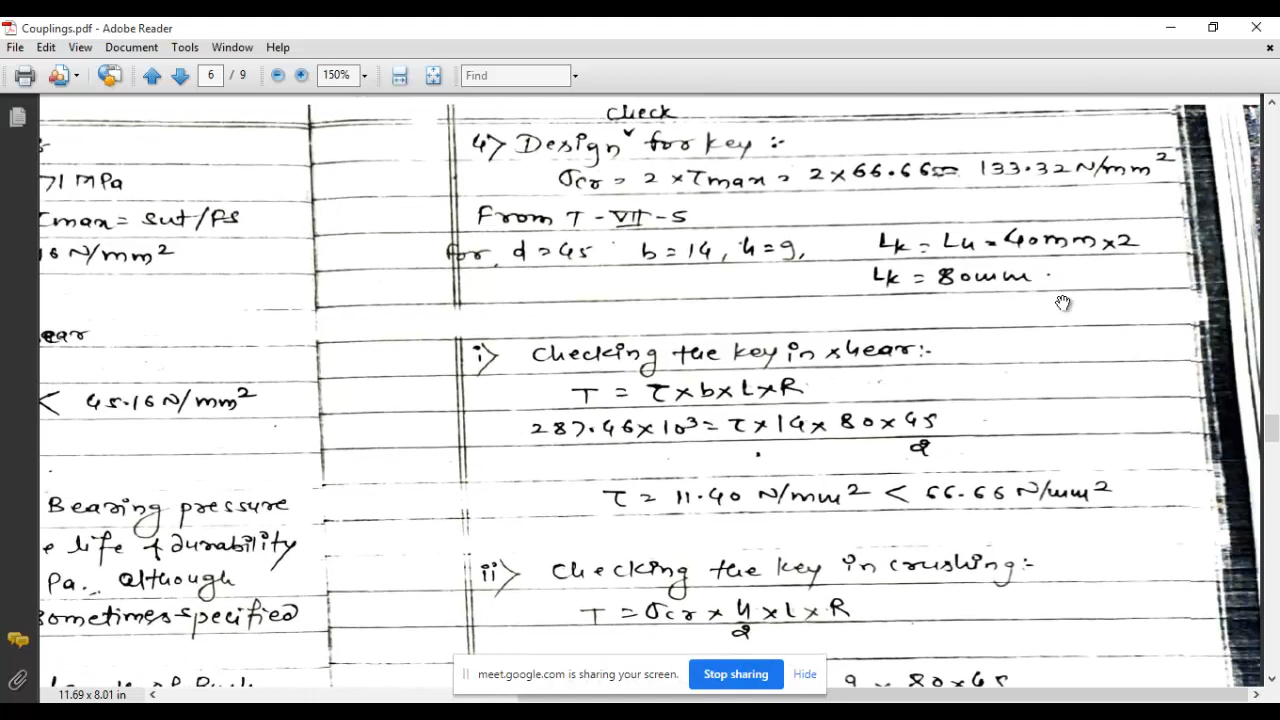 Couplings.pdf - Adobe Reader
File Edit View Document Tools Window Help
6 / 9 150% Find
71 MPa
τmax = Sut/FS
16 N/mm²
ear
< 45.16 N/mm²
Bearing pressure
e life & durability
Pa. although
sometimes specified
check
4) Design ˅ for key :-
σcr = 2 × τmax = 2 × 66.66 = 133.32 N/mm²
From T - VII - 5
for, d = 45 b = 14, h = 9, Lk = LH = 40mm × 2
Lk = 80mm
i) Checking the key in shear:-
T = τ × b × L × R
287.46 × 10³ = τ × 14 × 80 × 45/2
τ = 11.40 N/mm² < 66.66 N/mm²
ii) Checking the key in crushing:-
T = σcr × h/2 × L × R
9 × 80 × 45
meet.google.com is sharing your screen. Stop sharing Hide
11.69 x 8.01 in